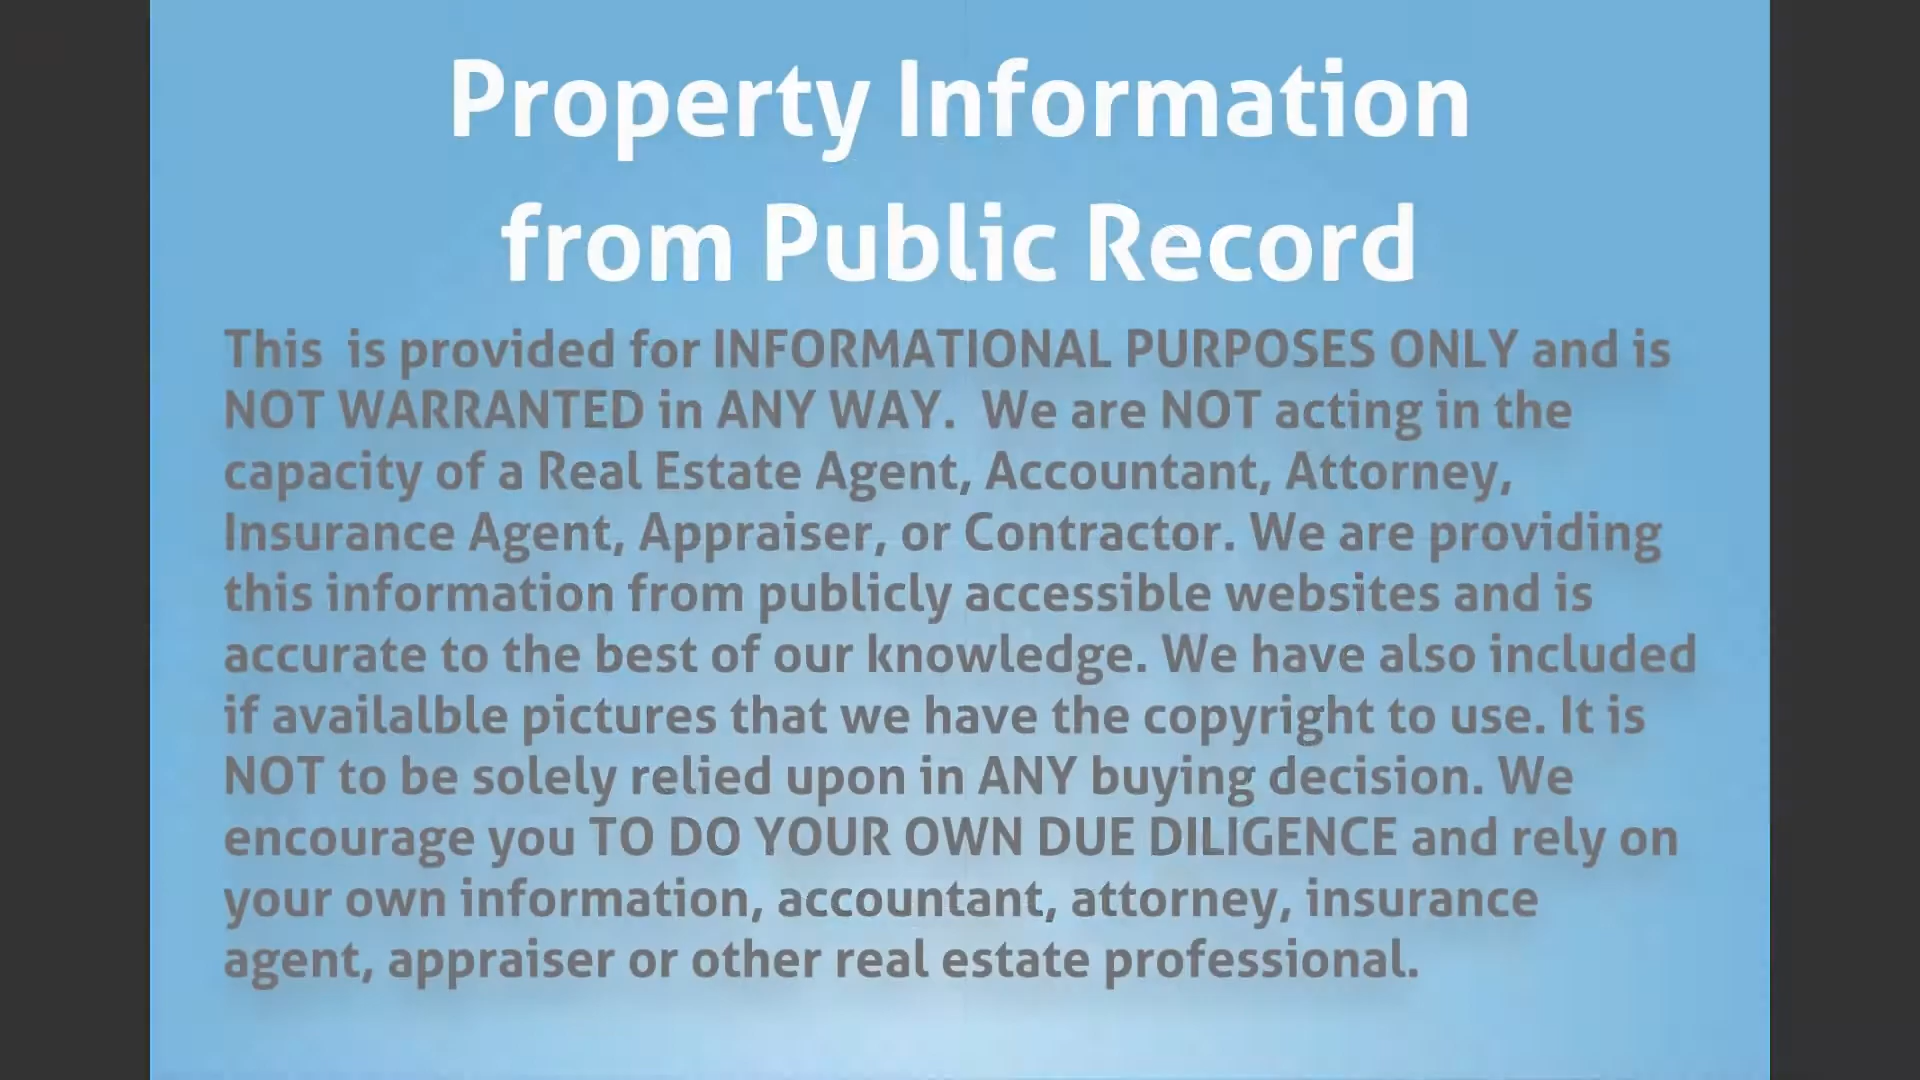 Property Information
from Public Record
This  is provided for INFORMATIONAL PURPOSES ONLY and is
NOT WARRANTED in ANY WAY.  We are NOT acting in the
capacity of a Real Estate Agent, Accountant, Attorney,
Insurance Agent, Appraiser, or Contractor. We are providing
this information from publicly accessible websites and is
accurate to the best of our knowledge. We have also included
if availalble pictures that we have the copyright to use. It is
NOT to be solely relied upon in ANY buying decision. We
encourage you TO DO YOUR OWN DUE DILIGENCE and rely on
your own information, accountant, attorney, insurance
agent, appraiser or other real estate professional.